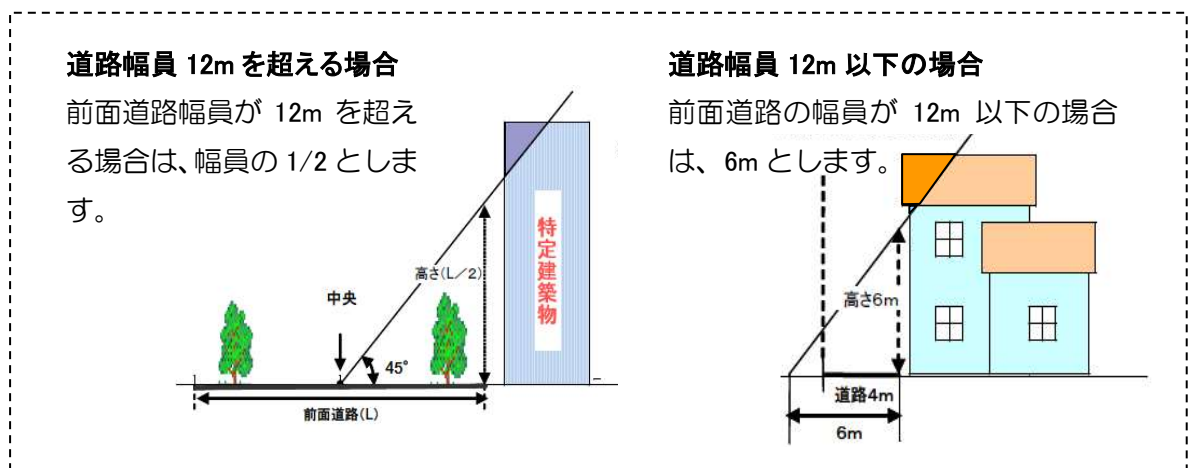 道路幅員 12m を超える場合
前面道路幅員が 12m を超え
る場合は、幅員の 1/2 としま
す。
特定建築物
高さ(L/2)
中央
45°
前面道路(L)
道路幅員 12m 以下の場合
前面道路の幅員が 12m 以下の場合
は、6m とします。
高さ6m
道路4m
6m